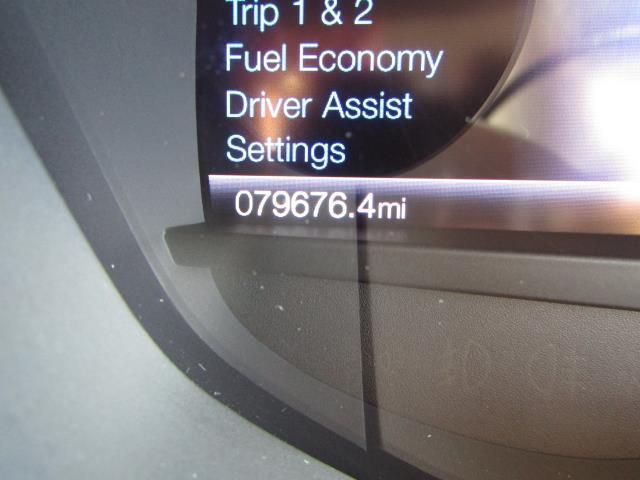 Trip 1 & 2
Fuel Economy
Driver Assist
Settings
079676.4mi